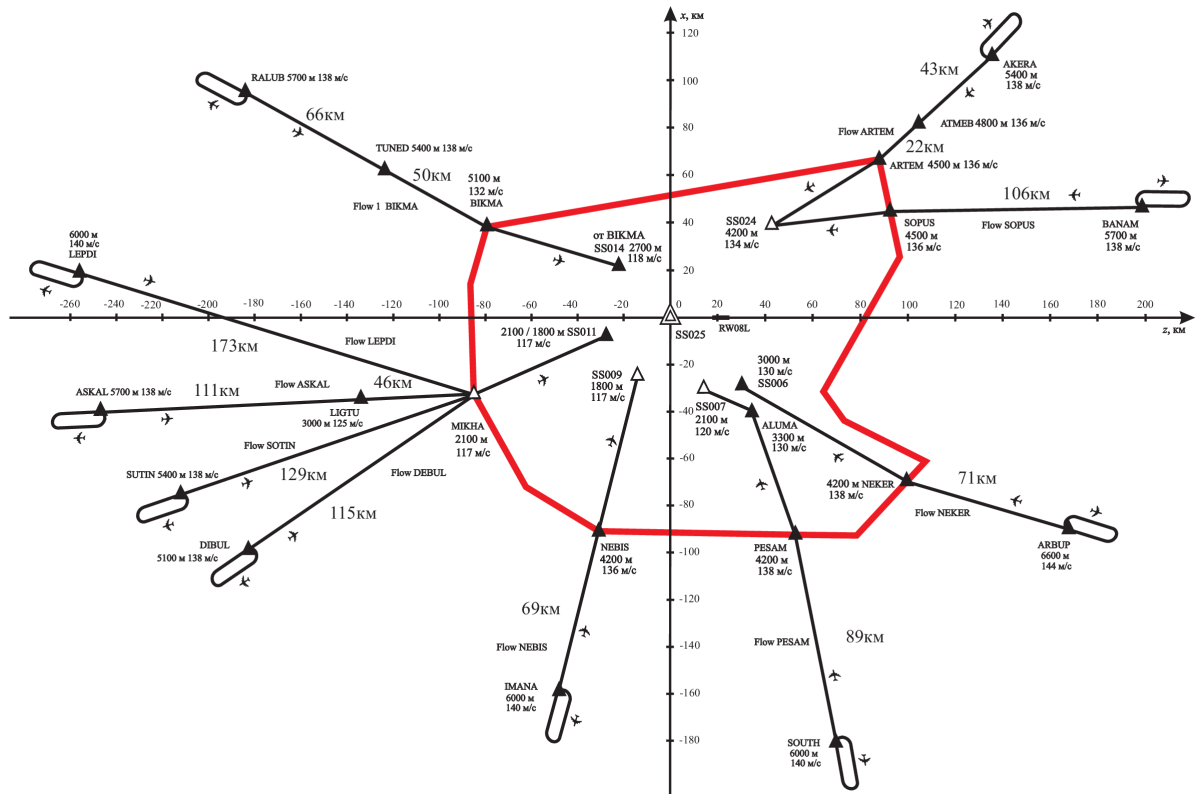 x, км
120
RALUB 5700 м 138 м/с
66км
TUNED 5400 м 138 м/с
50км
Flow 1 BIKMA
5100 м
132 м/с
BIKMA
от BIKMA
SS014 2700 м
118 м/с
43км
AKERA
5400 м
138 м/с
ATMEB 4800 м 136 м/с
Flow ARTEM
22км
ARTEM 4500 м 136 м/с
106км
SS024
4200 м
134 м/с
SOPUS
4500 м
136 м/с
Flow SOPUS
BANAM
5700 м
138 м/с
100
80
60
40
20
6000 м
140 м/с
LEPDI
-260
-240
-220
-200
-180
-160
-140
-120
-100
-80
-60
-40
-20
0
20
40
60
80
100
120
140
160
180
200
z, км
SS025
RW08L
173км
Flow LEPDI
2100 / 1800 м SS011
117 м/с
ASKAL 5700 м 138 м/с
111км
Flow ASKAL
46км
LIGTU
3000 м 125 м/с
MIKHA
2100 м
117 м/с
SS009
1800 м
117 м/с
3000 м
130 м/с
SS006
SS007
2100 м
120 м/с
ALUMA
3300 м
130 м/с
Flow SOTIN
129км
SUTIN 5400 м 138 м/с
Flow DEBUL
115км
DIBUL
5100 м 138 м/с
4200 м NEKER
138 м/с
71км
Flow NEKER
ARBUP
6600 м
144 м/с
NEBIS
4200 м
136 м/с
PESAM
4200 м
138 м/с
-20
-40
-60
-80
-100
-120
-140
-160
-180
69км
Flow NEBIS
IMANA
6000 м
140 м/с
Flow PESAM
89км
SOUTH
6000 м
140 м/с